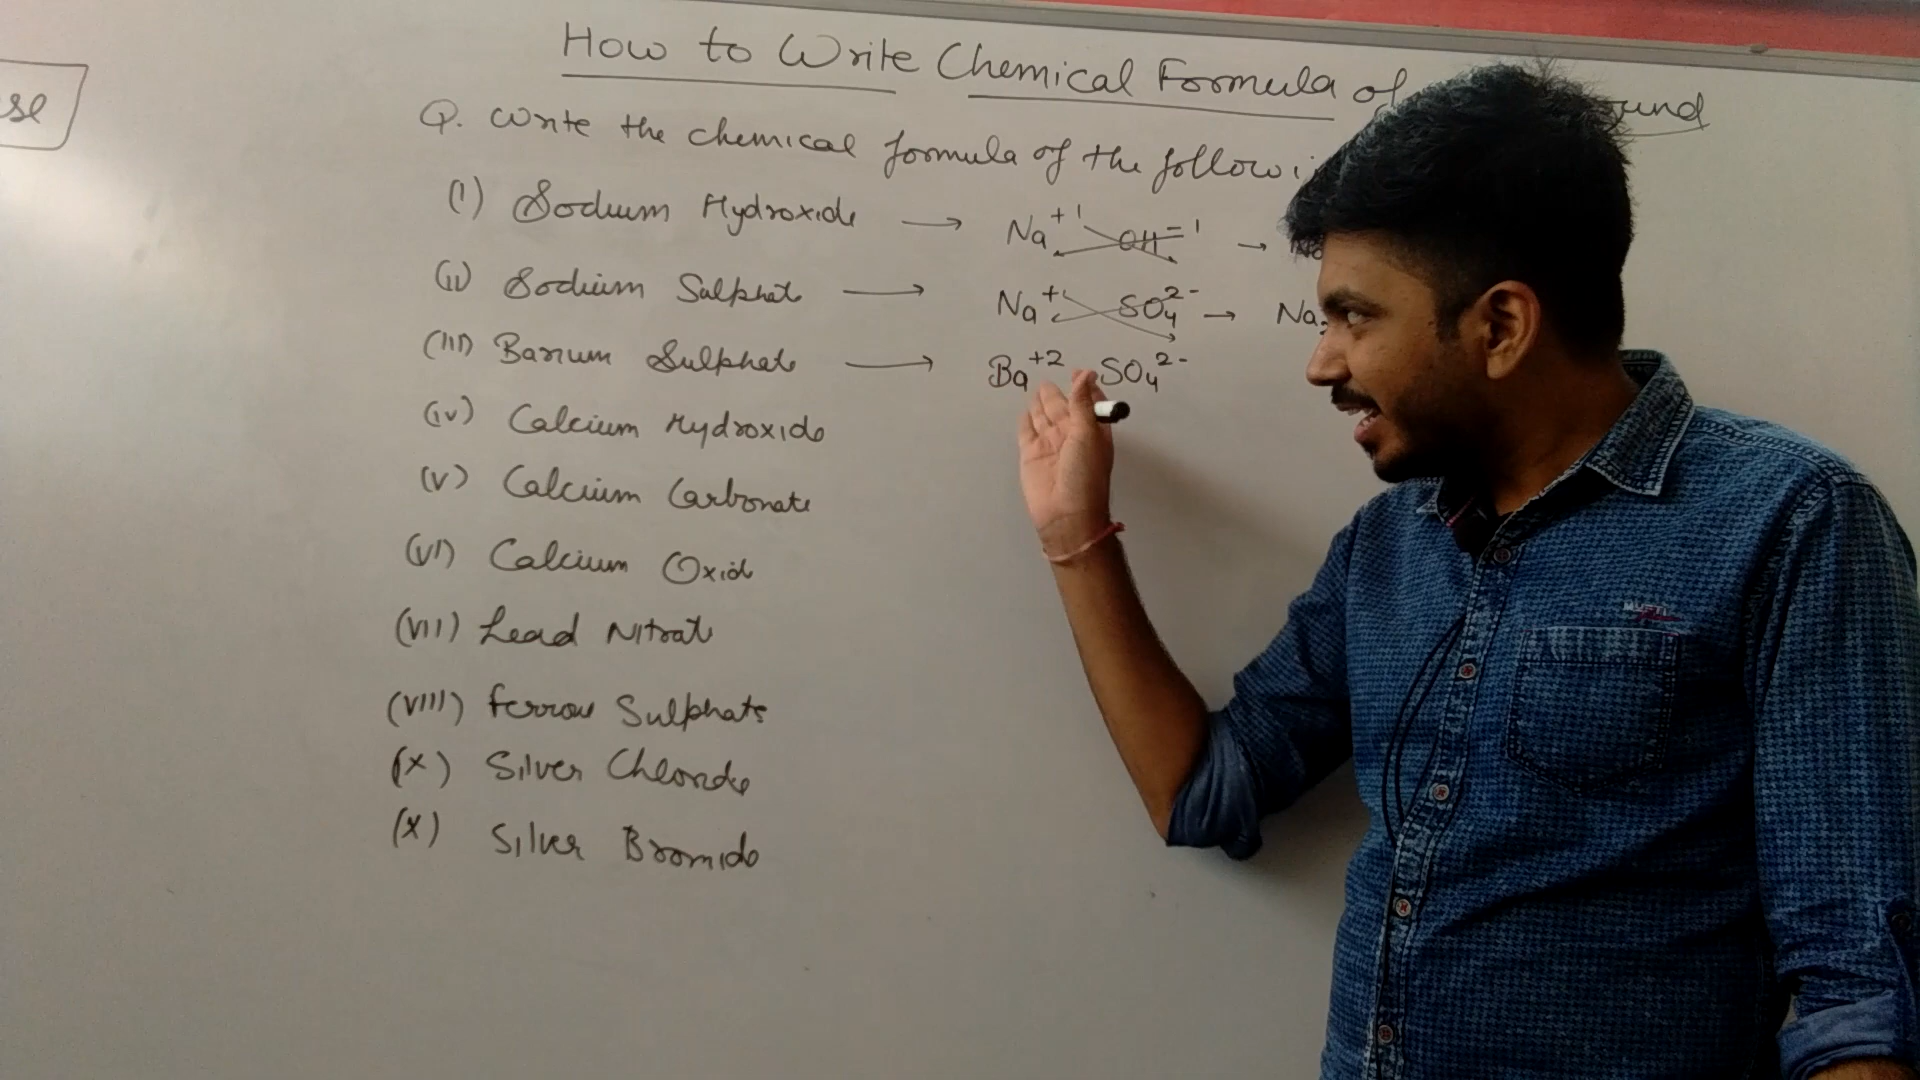 How to Write Chemical Formula of
se
Q. Write the chemical formula of the followi
(i) Sodium Hydroxide → Na+1 OH-1 →
(ii) Sodium Sulphate → Na+1 SO4 2- → Na2
(iii) Barium Sulphate → Ba+2 SO4 2-
(iv) Calcium Hydroxide
(v) Calcium Carbonate
(vi) Calcium Oxide
(vii) Lead Nitrate
(viii) Ferrous Sulphate
(x) Silver Chloride
(x) Silver Bromide